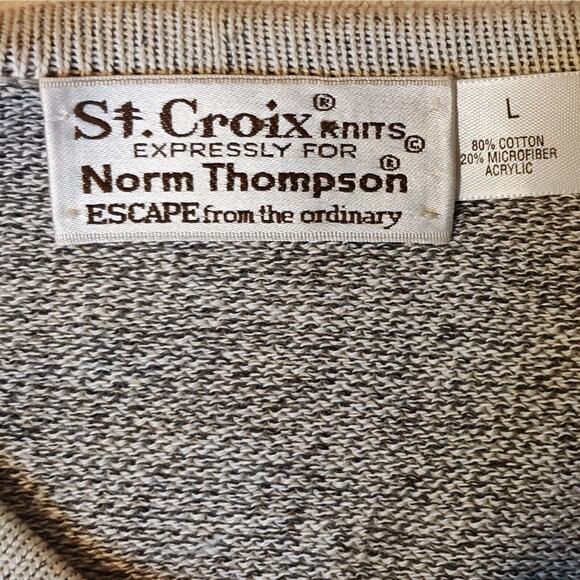 St. Croix® KNITS©
EXPRESSLY FOR
Norm Thompson®
ESCAPE from the ordinary
L
80% COTTON
20% MICROFIBER
ACRYLIC